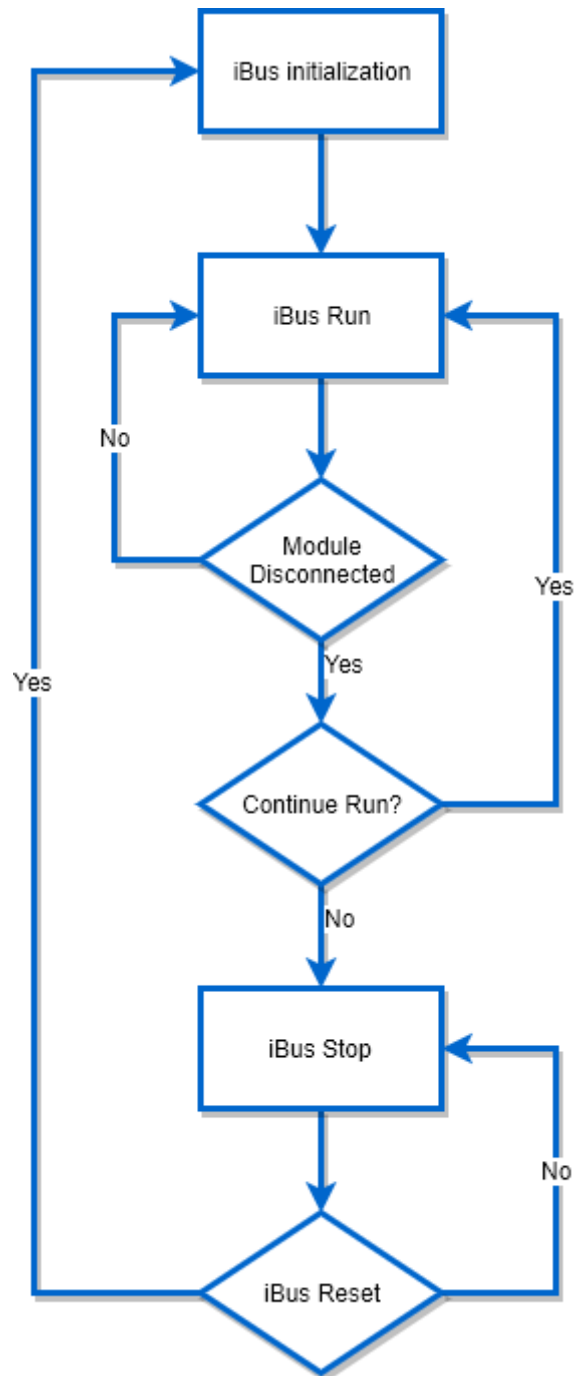 iBus initialization
iBus Run
No
Module
Disconnected
Yes
Yes
Yes
Continue Run?
No
iBus Stop
No
iBus Reset